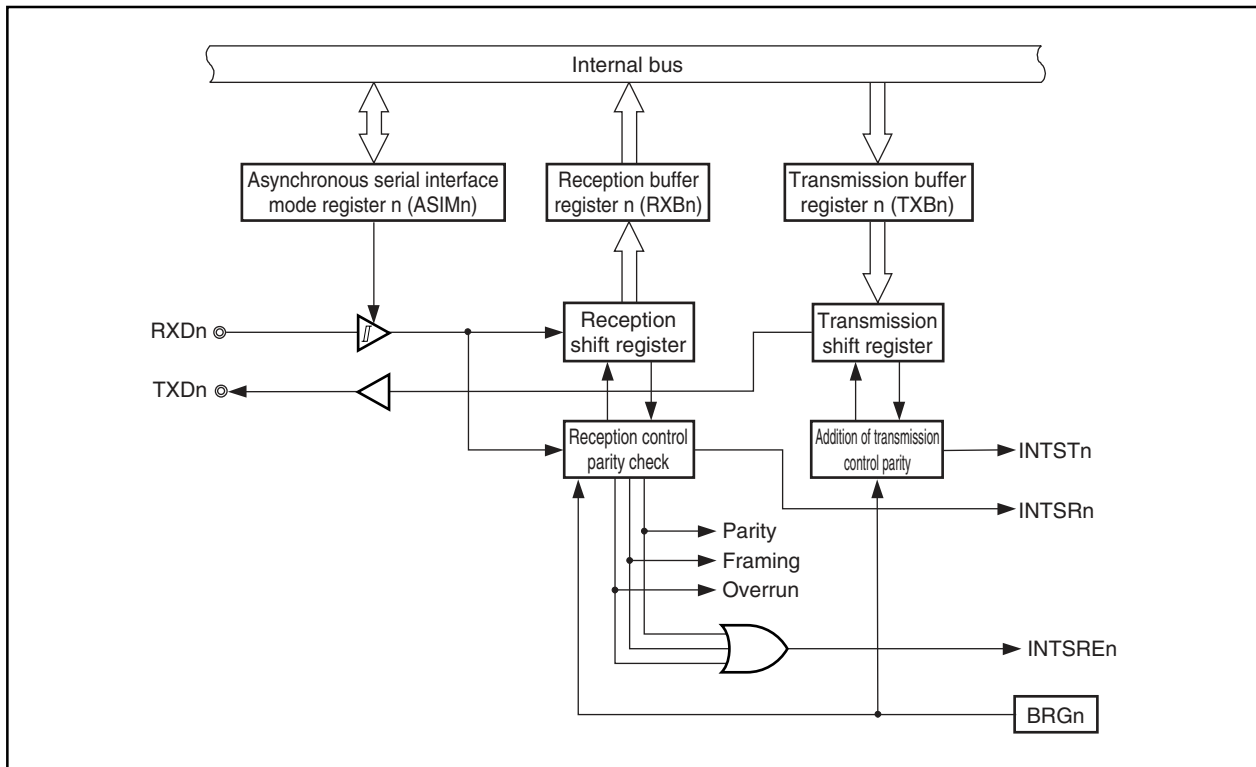 Internal bus
Asynchronous serial interface
mode register n (ASIMn)
Reception buffer
register n (RXBn)
Transmission buffer
register n (TXBn)
RXDn
Reception
shift register
Transmission
shift register
TXDn
Reception control
parity check
Addition of transmission
control parity
INTSTn
INTSRn
Parity
Framing
Overrun
INTSREn
BRGn